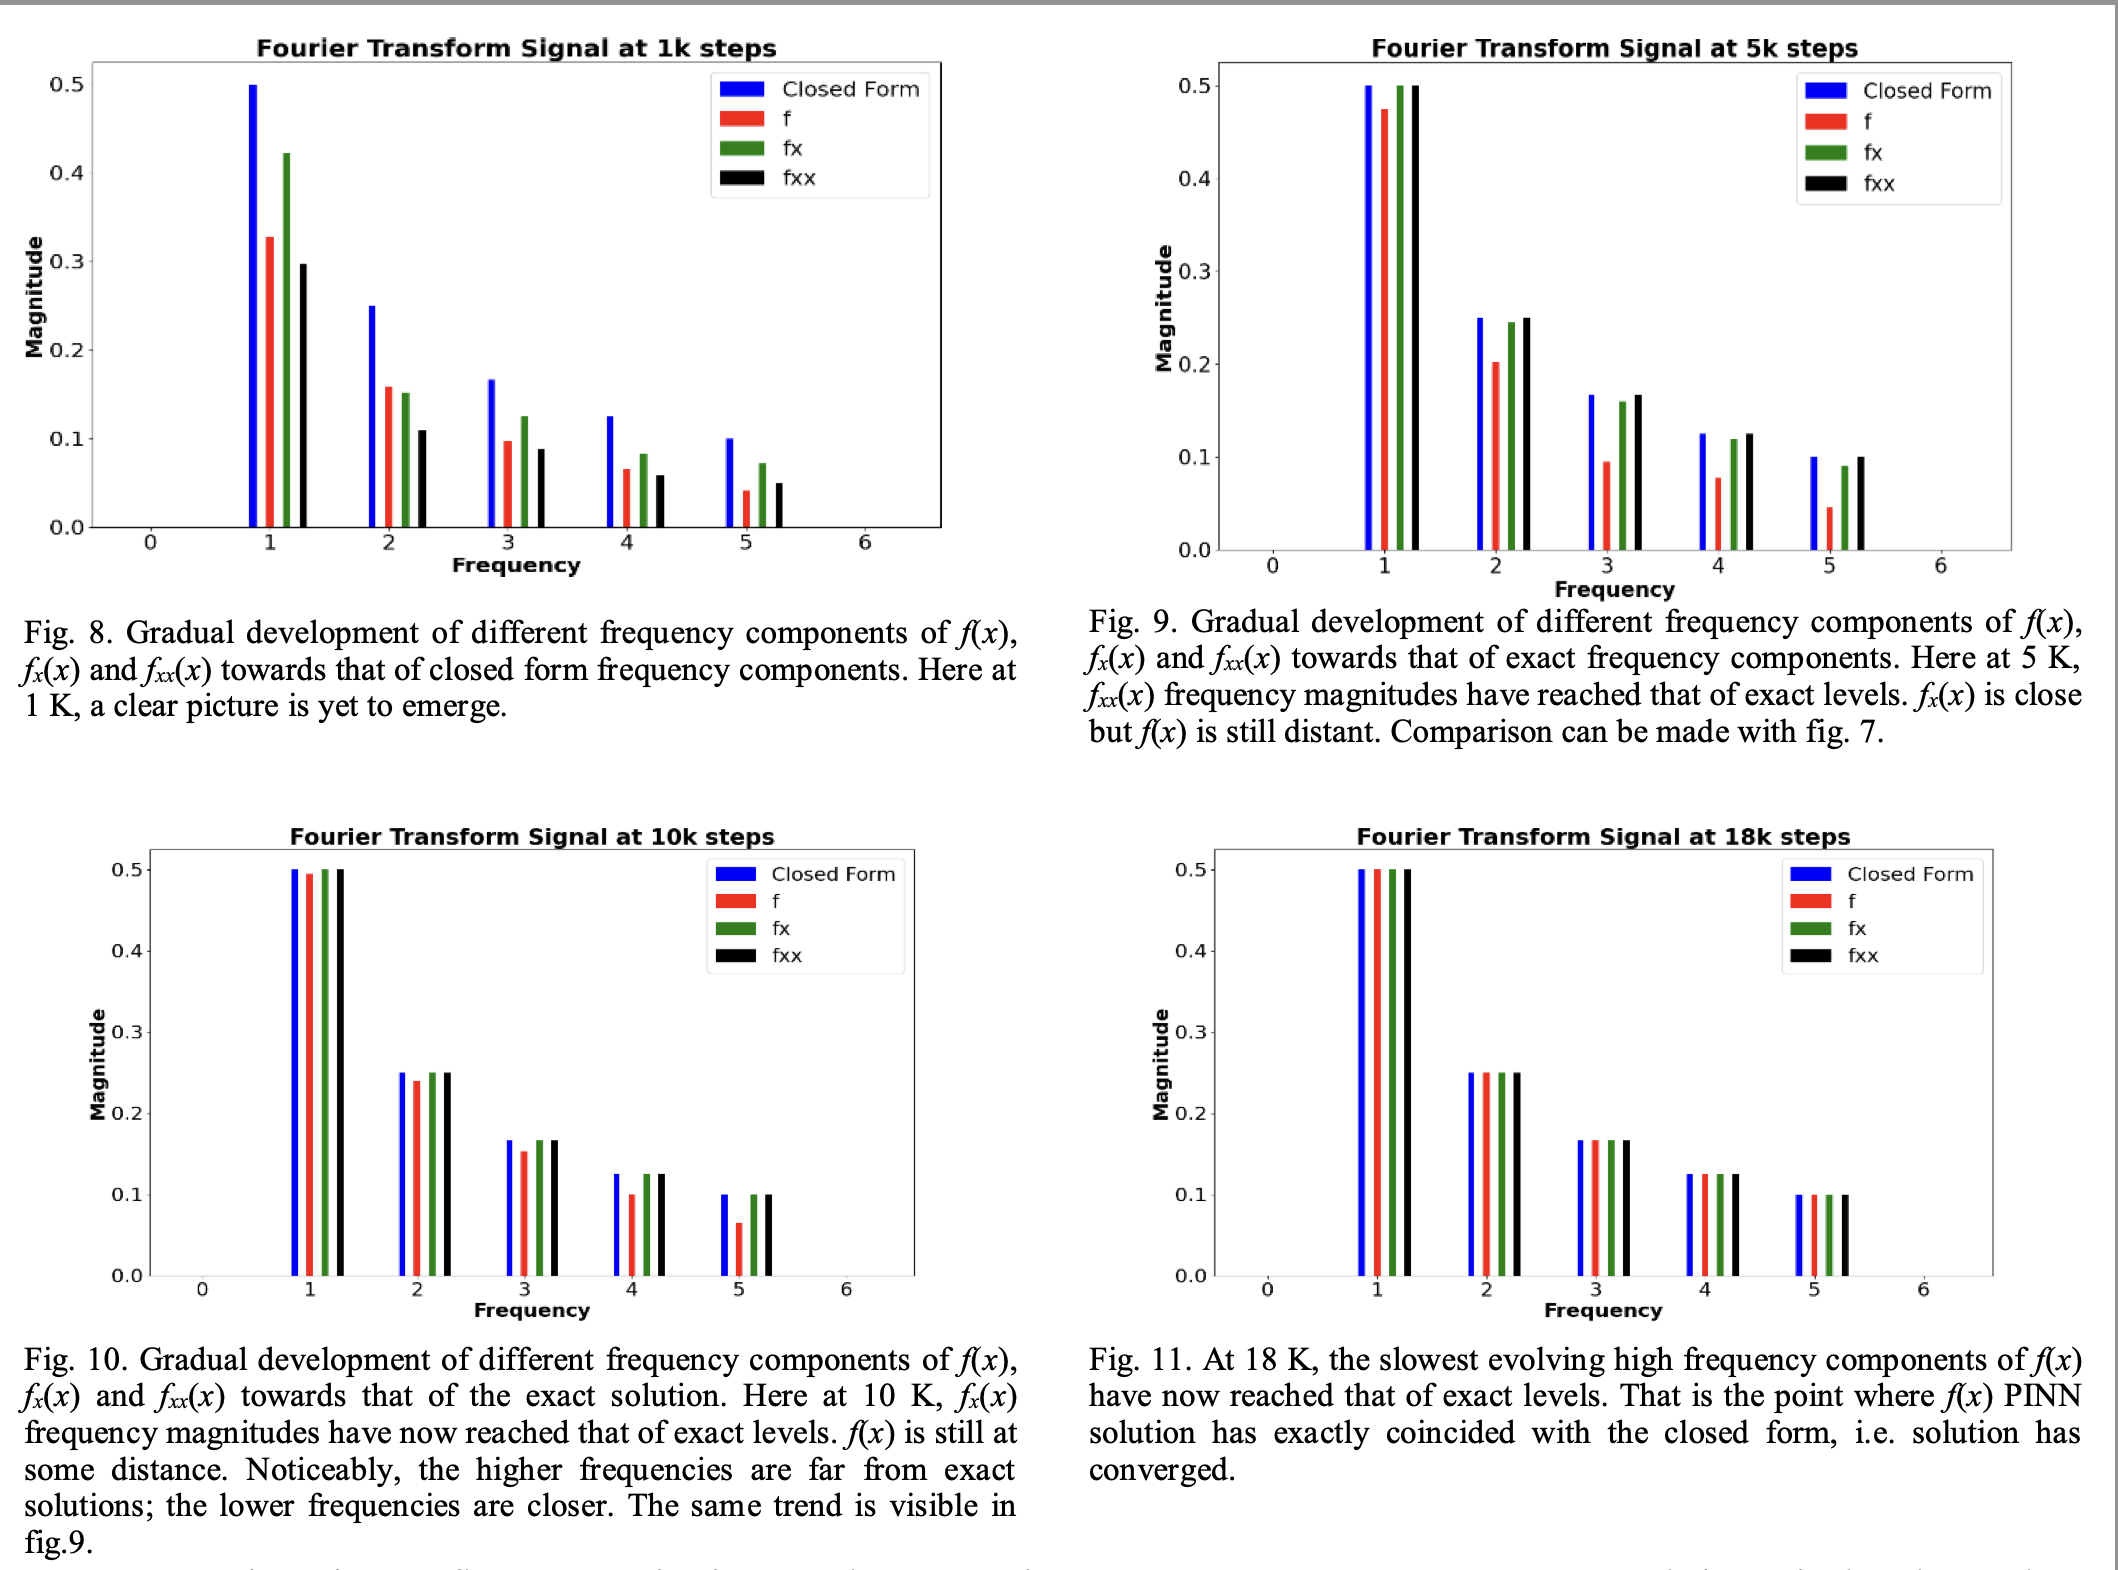 Fourier Transform Signal at 1k steps
0.5
0.4
0.3
0.2
0.1
0.0
Magnitude
Closed Form
f
fx
fxx
0 1 2 3 4 5 6
Frequency
Fig. 8. Gradual development of different frequency components of f(x),
fx(x) and fxx(x) towards that of closed form frequency components. Here at
1 K, a clear picture is yet to emerge.
Fourier Transform Signal at 5k steps
0.5
0.4
0.3
0.2
0.1
0.0
Magnitude
Closed Form
f
fx
fxx
0 1 2 3 4 5 6
Frequency
Fig. 9. Gradual development of different frequency components of f(x),
fx(x) and fxx(x) towards that of exact frequency components. Here at 5 K,
fxx(x) frequency magnitudes have reached that of exact levels. fx(x) is close
but f(x) is still distant. Comparison can be made with fig. 7.
Fourier Transform Signal at 10k steps
0.5
0.4
0.3
0.2
0.1
0.0
Magnitude
Closed Form
f
fx
fxx
0 1 2 3 4 5 6
Frequency
Fig. 10. Gradual development of different frequency components of f(x),
fx(x) and fxx(x) towards that of the exact solution. Here at 10 K, fx(x)
frequency magnitudes have now reached that of exact levels. f(x) is still at
some distance. Noticeably, the higher frequencies are far from exact
solutions; the lower frequencies are closer. The same trend is visible in
fig.9.
Fourier Transform Signal at 18k steps
0.5
0.4
0.3
0.2
0.1
0.0
Magnitude
Closed Form
f
fx
fxx
0 1 2 3 4 5 6
Frequency
Fig. 11. At 18 K, the slowest evolving high frequency components of f(x)
have now reached that of exact levels. That is the point where f(x) PINN
solution has exactly coincided with the closed form, i.e. solution has
converged.